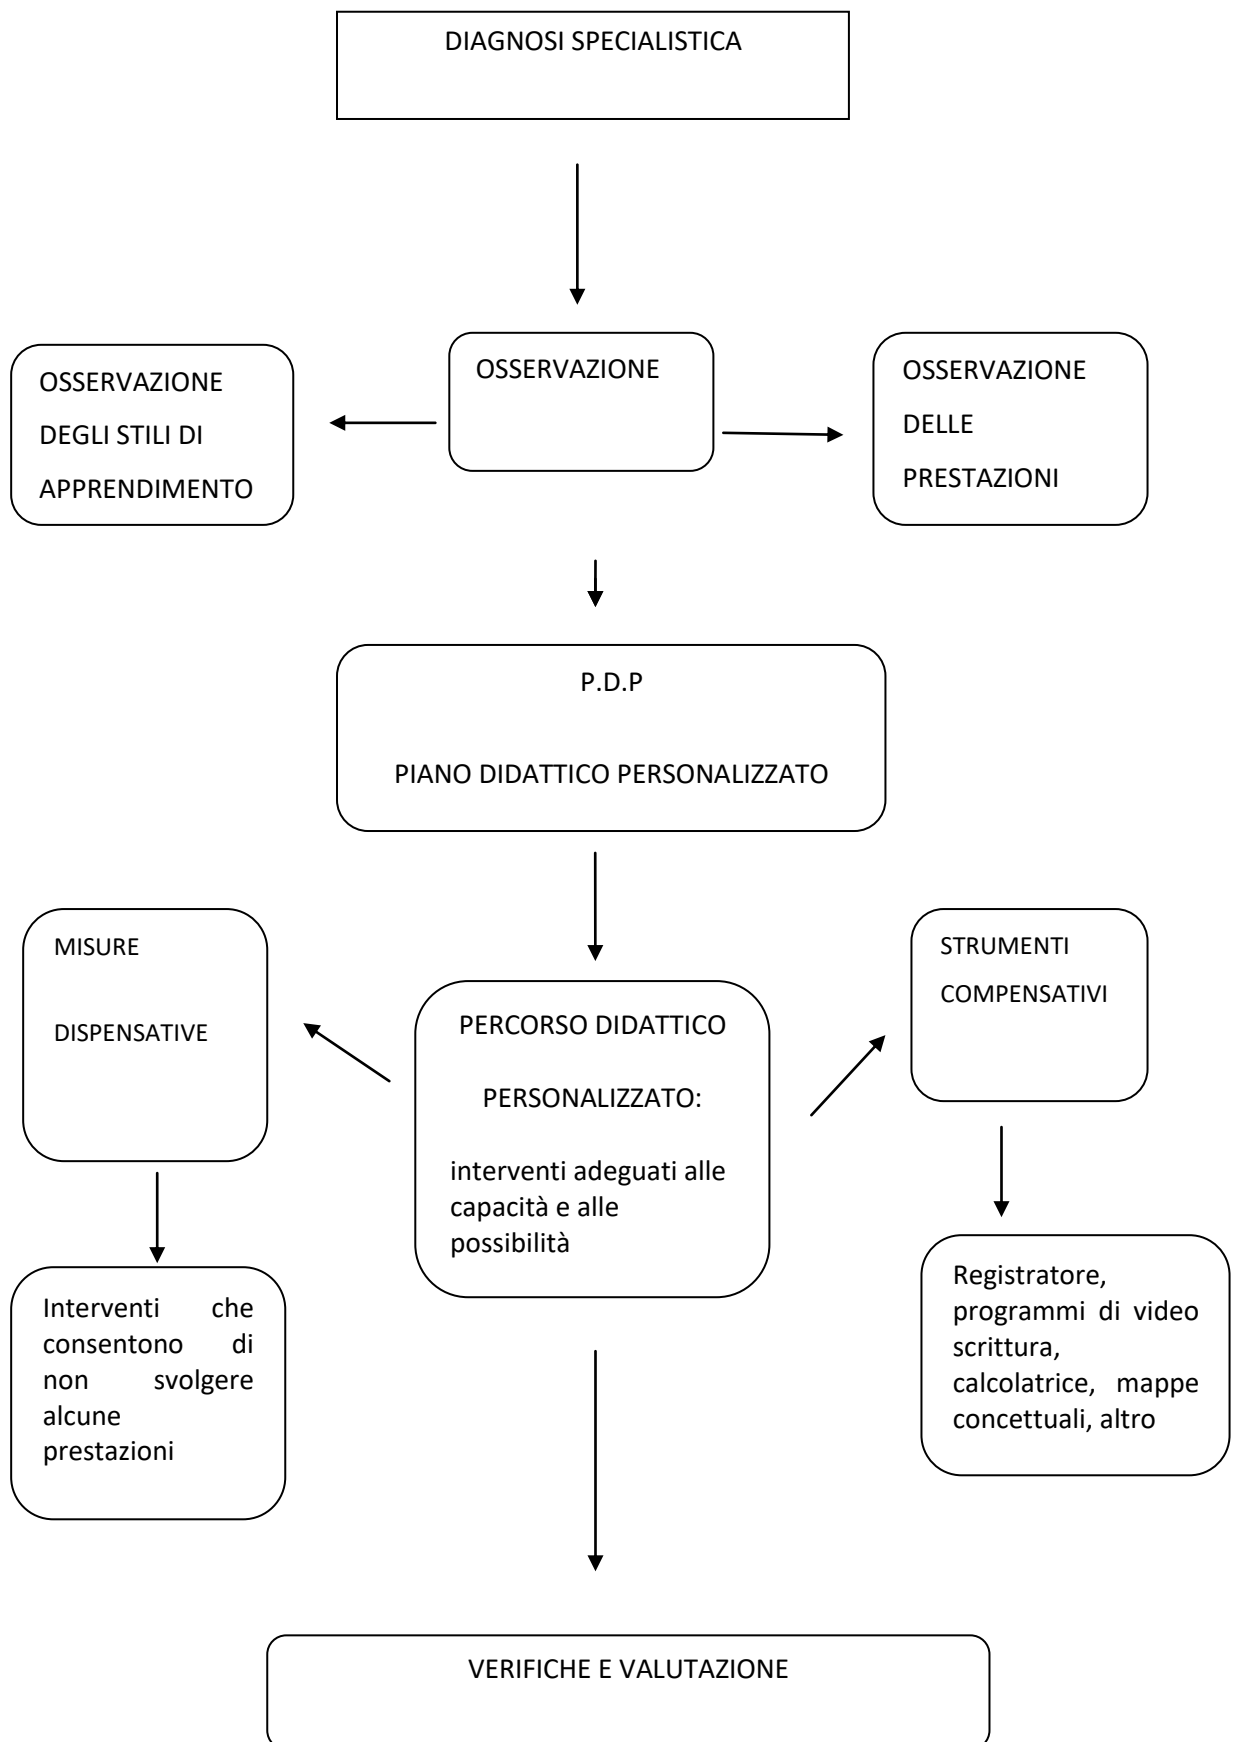 DIAGNOSI SPECIALISTICA
OSSERVAZIONE
DEGLI STILI DI
APPRENDIMENTO
OSSERVAZIONE
OSSERVAZIONE
DELLE
PRESTAZIONI
P.D.P
PIANO DIDATTICO PERSONALIZZATO
MISURE
DISPENSATIVE
PERCORSO DIDATTICO
PERSONALIZZATO:
interventi adeguati alle
capacità e alle
possibilità
STRUMENTI
COMPENSATIVI
Interventi che
consentono di
non svolgere
alcune
prestazioni
Registratore,
programmi di video
scrittura,
calcolatrice, mappe
concettuali, altro
VERIFICHE E VALUTAZIONE